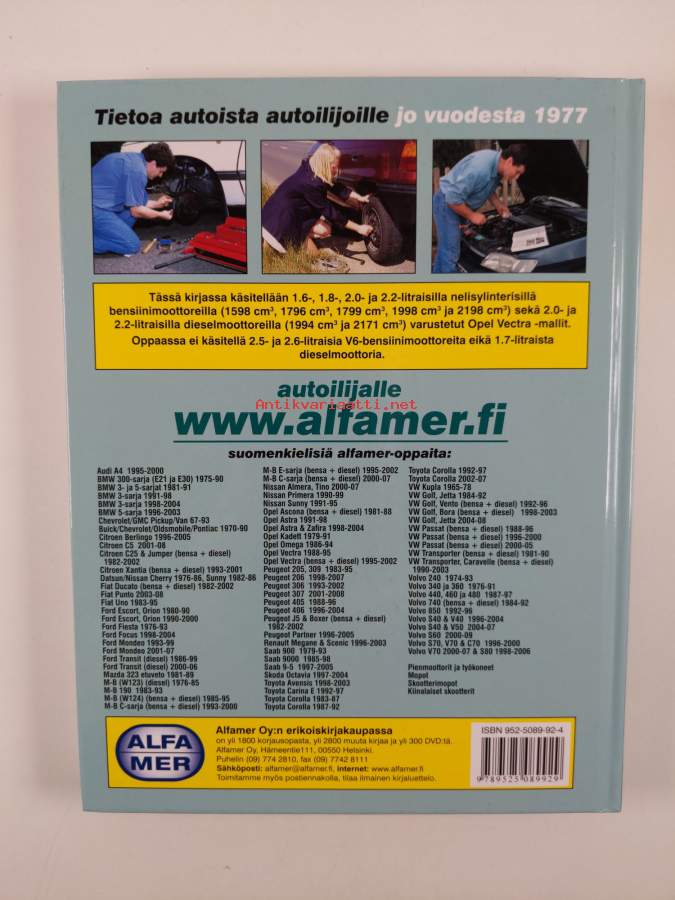 Tietoa autoista autoilijoille jo vuodesta 1977
Tässä kirjassa käsitellään 1.6-, 1.8-, 2.0- ja 2.2-litraisilla nelisylinterisillä
bensiinimoottoreilla (1598 cm³, 1796 cm³, 1799 cm³, 1998 cm³ ja 2198 cm³) sekä 2.0- ja
2.2-litraisilla dieselmoottoreilla (1994 cm³ ja 2171 cm³) varustetut Opel Vectra -mallit.
Oppaassa ei käsitellä 2.5- ja 2.6-litraisia V6-bensiinimoottoreita eikä 1.7-litraista
dieselmoottoria.
autoilijalle
Antikvariaatti.net
www.alfamer.fi
suomenkielisiä alfamer-oppaita:
Audi A4 1995-2000
BMW 300-sarja (E21 ja E30) 1975-90
BMW 3- ja 5-sarjat 1981-91
BMW 3-sarja 1991-98
BMW 3-sarja 1998-2004
BMW 5-sarja 1996-2003
Chevrolet/GMC Pickup/Van 67-93
Buick/Chevrolet/Oldsmobile/Pontiac 1970-90
Citroen Berlingo 1996-2005
Citroen C5 2001-08
Citroen C25 & Jumper (bensa + diesel)
1982-2002
Citroen Xantia (bensa + diesel) 1993-2001
Datsun/Nissan Cherry 1976-86, Sunny 1982-86
Fiat Ducato (bensa + diesel) 1982-2002
Fiat Punto 2003-08
Fiat Uno 1983-95
Ford Escort, Orion 1980-90
Ford Escort, Orion 1990-2000
Ford Fiesta 1976-93
Ford Focus 1998-2004
Ford Mondeo 1993-99
Ford Mondeo 2001-07
Ford Transit (diesel) 1986-99
Ford Transit (diesel) 2000-06
Mazda 323 etuveto 1981-89
M-B (W123) (diesel) 1976-85
M-B 190 1983-93
M-B (W124) (bensa + diesel) 1985-95
M-B C-sarja (bensa + diesel) 1993-2000
M-B E-sarja (bensa + diesel) 1995-2002
M-B C-sarja (bensa + diesel) 2000-07
Nissan Almera, Tino 2000-07
Nissan Primera 1990-99
Nissan Sunny 1991-95
Opel Ascona (bensa + diesel) 1981-88
Opel Astra 1991-98
Opel Astra & Zafira 1998-2004
Opel Kadett 1979-91
Opel Omega 1986-94
Opel Vectra 1988-95
Opel Vectra (bensa + diesel) 1995-2002
Peugeot 205, 309 1983-95
Peugeot 206 1998-2007
Peugeot 306 1993-2002
Peugeot 307 2001-2008
Peugeot 405 1988-96
Peugeot 406 1996-2004
Peugeot J5 & Boxer (bensa + diesel)
1982-2002
Peugeot Partner 1996-2005
Renault Megane & Scenic 1996-2003
Saab 900 1979-93
Saab 9000 1985-98
Saab 9-5 1997-2005
Skoda Octavia 1997-2004
Toyota Avensis 1998-2003
Toyota Carina E 1992-97
Toyota Corolla 1983-87
Toyota Corolla 1987-92
Toyota Corolla 1992-97
Toyota Corolla 2002-07
VW Kupla 1965-78
VW Golf, Jetta 1984-92
VW Golf, Vento (bensa + diesel) 1992-96
VW Golf, Bora (bensa + diesel) 1998-2003
VW Golf, Jetta 2004-08
VW Passat (bensa + diesel) 1988-96
VW Passat (bensa + diesel) 1996-2000
VW Passat (bensa + diesel) 2000-05
VW Transporter (bensa + diesel) 1981-90
VW Transporter, Caravelle (bensa + diesel)
1990-2003
Volvo 240 1974-93
Volvo 340 ja 360 1976-91
Volvo 440, 460 ja 480 1987-97
Volvo 740 (bensa + diesel) 1984-92
Volvo 850 1992-96
Volvo S40 & V40 1996-2004
Volvo S40 & V50 2004-07
Volvo S60 2000-09
Volvo S70, V70 & C70 1996-2000
Volvo V70 2000-07 & S80 1998-2006
Pienmoottorit ja työkoneet
Mopot
Skootterimopot
Kiinalaiset skootterit
ALFA
MER
Alfamer Oy:n erikoiskirjakaupassa
on yli 1800 korjausopasta, yli 2800 muuta kirjaa ja yli 300 DVD:tä.
Alfamer Oy, Hämeentie111, 00550 Helsinki.
Puhelin (09) 774 2810, fax (09) 7742 8111
Sähköposti: alfamer@alfamer.fi, internet: www.alfamer.fi
Toimitamme myös postiennakolla, tilaa ilmainen kirjaluettelo.
ISBN 952-5089-92-4
9789525089929